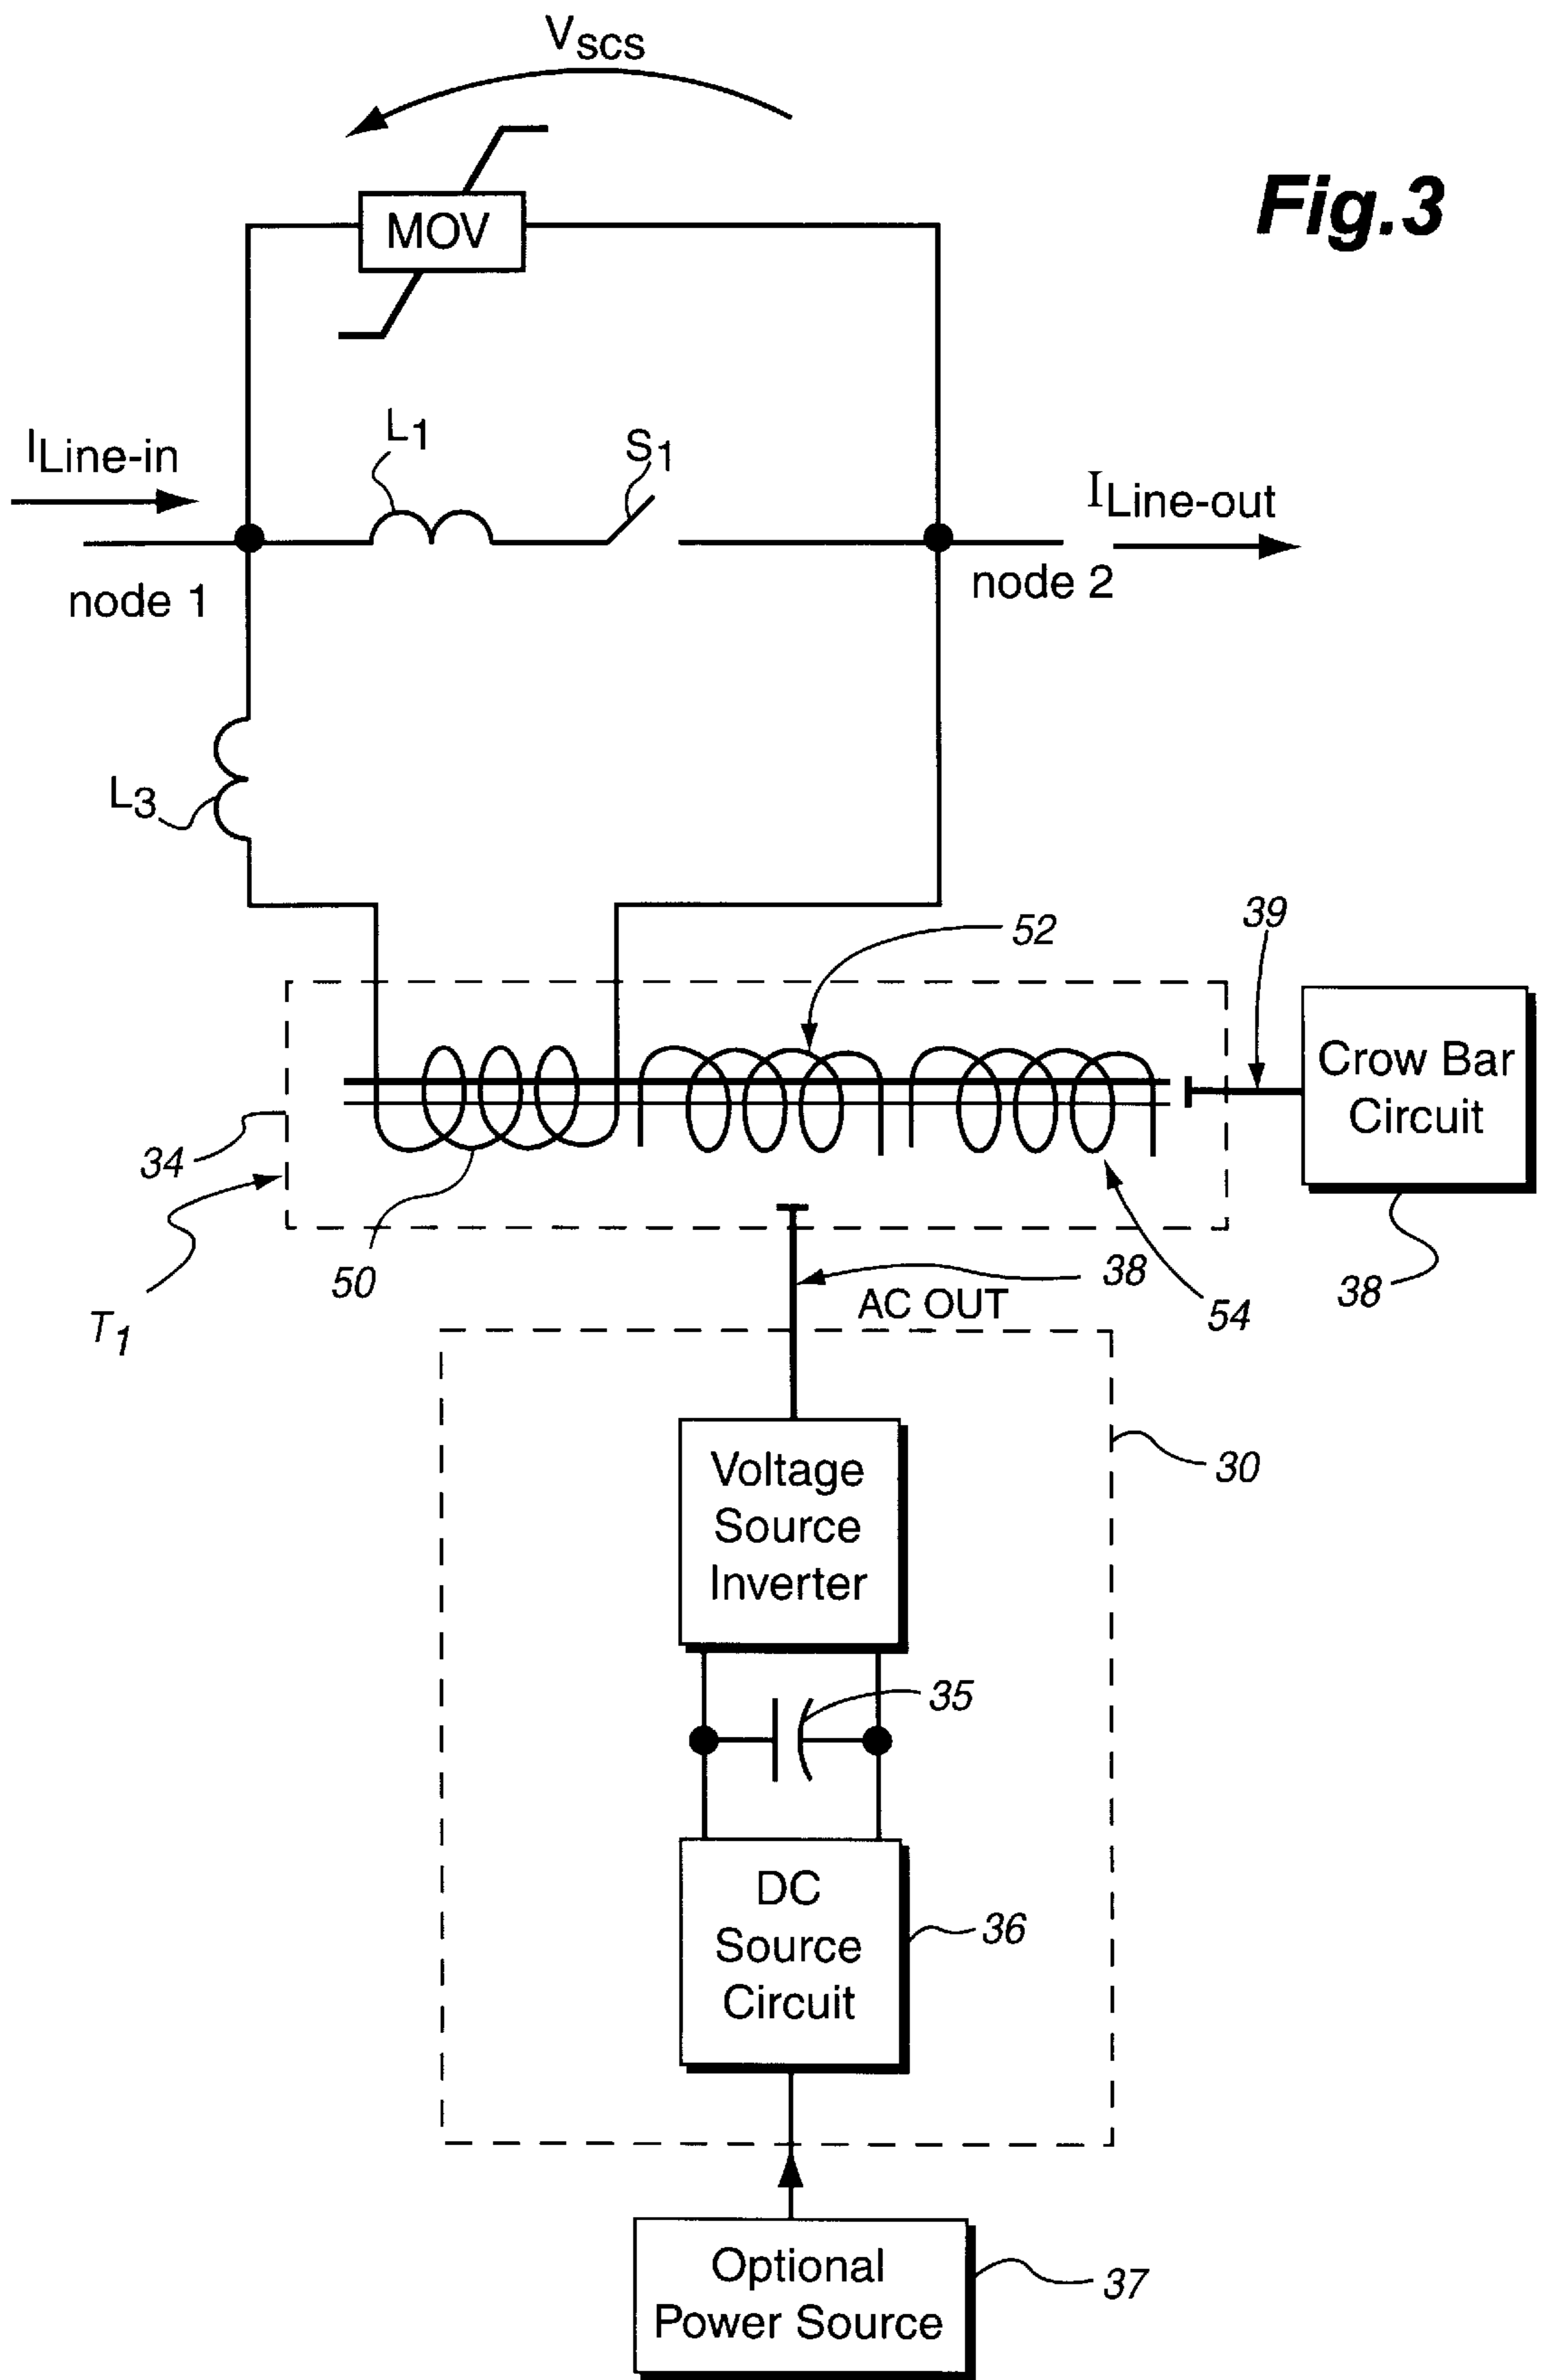 Vscs
Fig.3
MOV
ILine-in
L1
S1
ILine-out
node 1
node 2
L3
52
39
Crow Bar
Circuit
34
50
38
AC OUT
54
38
T1
Voltage
Source
Inverter
30
35
DC
Source
Circuit
36
Optional
Power Source
37